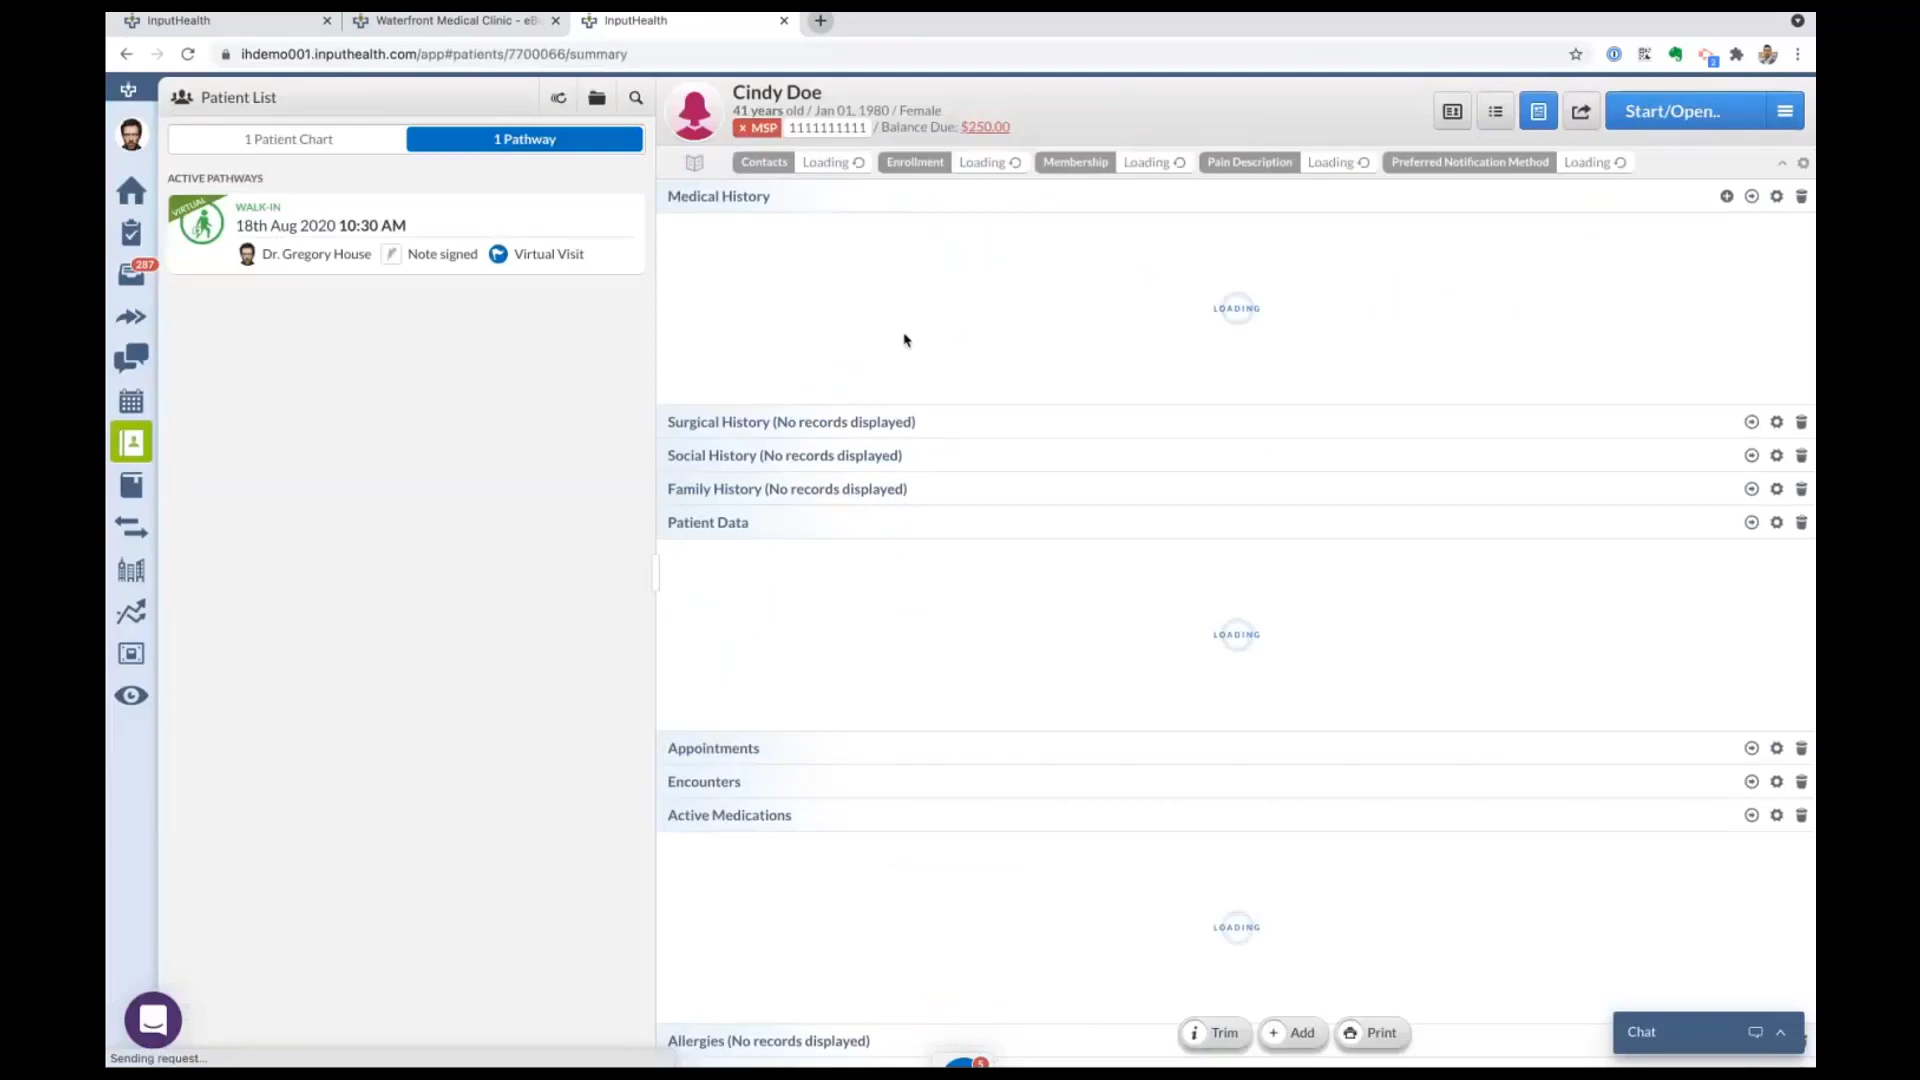 InputHealth
Waterfront Medical Clinic - eB
InputHealth
ihdemo001.inputhealth.com/app#patients/7700066/summary
2
Patient List
1 Patient Chart
1 Pathway
ACTIVE PATHWAYS
VIRTUAL
WALK-IN
18th Aug 2020 10:30 AM
Dr. Gregory House
Note signed
Virtual Visit
287
Cindy Doe
41 years old / Jan 01, 1980 / Female
× MSP 1111111111 / Balance Due: $250.00
Start/Open..
Contacts Loading
Enrollment Loading
Membership Loading
Pain Description Loading
Preferred Notification Method Loading
Medical History
LOADING
Surgical History (No records displayed)
Social History (No records displayed)
Family History (No records displayed)
Patient Data
LOADING
Appointments
Encounters
Active Medications
LOADING
Allergies (No records displayed)
Trim
Add
Print
Chat
5
Sending request...